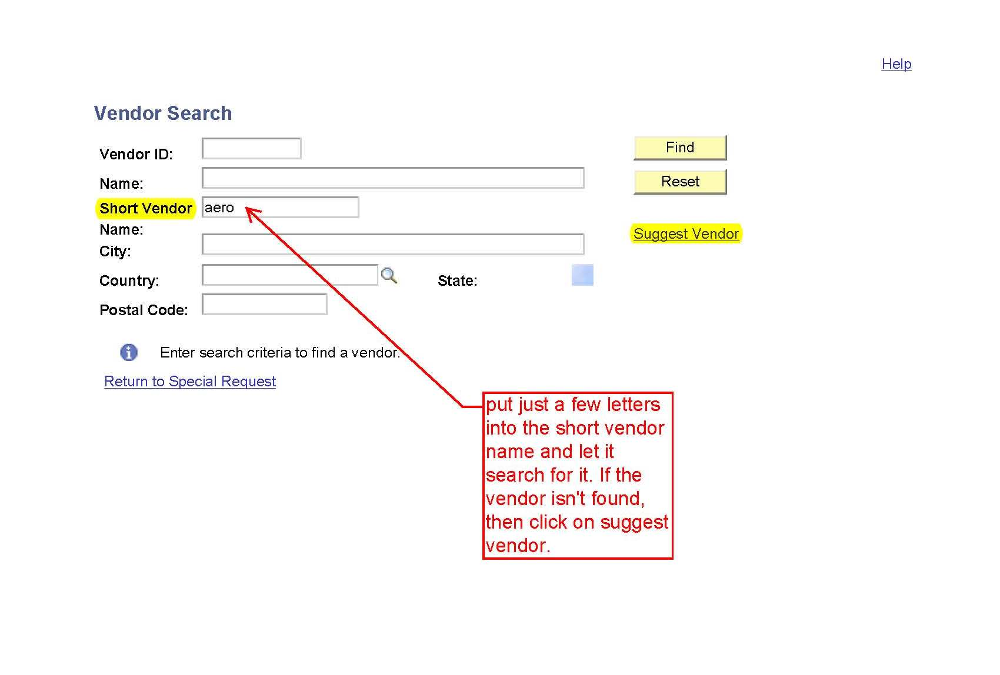 Help
Vendor Search
Vendor ID:
Find
Name:
Reset
Short Vendor
Name:
aero
Suggest Vendor
City:
Country:
State:
Postal Code:
Enter search criteria to find a vendor.
Return to Special Request
put just a few letters
into the short vendor
name and let it
search for it. If the
vendor isn't found,
then click on suggest
vendor.